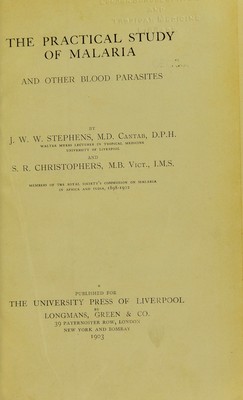 THE PRACTICAL STUDY
OF MALARIA
AND OTHER BLOOD PARASITES
BY
J. W. W. STEPHENS, M.D. CANTAB, D.P.H.
WALTER MYERS LECTURER IN TROPICAL MEDICINE
UNIVERSITY OF LIVERPOOL
AND
S. R. CHRISTOPHERS, M.B. VICT., I.M.S.
MEMBERS OF THE ROYAL SOCIETY'S COMMISSION ON MALARIA
IN AFRICA AND INDIA, 1898-1902
PUBLISHED FOR
THE UNIVERSITY PRESS OF LIVERPOOL
BY
LONGMANS, GREEN & CO.
39 PATERNOSTER ROW, LONDON
NEW YORK AND BOMBAY
1903